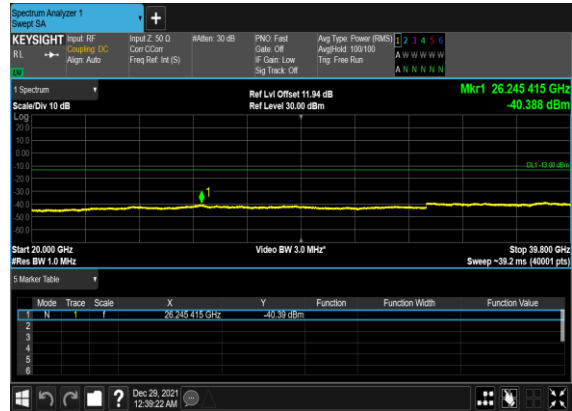 Spectrum Analyzer 1
Swept SA
+
KEYSIGHT Input: RF Input Z: 50 Ω #Atten: 30 dB PNO: Fast Avg Type: Power (RMS) 1 2 3 4 5 6
RL Coupling: DC Corr CCorr Gate: Off Avg|Hold: 100/100 A W W W W W
Align: Auto Freq Ref: Int (S) IF Gain: Low Trig: Free Run
Sig Track: Off A N N N N N
1 Spectrum Ref Lvl Offset 11.94 dB Mkr1 26.245 415 GHz
Scale/Div 10 dB Ref Level 30.00 dBm -40.388 dBm
Log
20.0
10.0
0.00
-10.0 DL1 -13.00 dBm
-20.0
-30.0 1
-40.0
-50.0
-60.0
Start 20.000 GHz Video BW 3.0 MHz* Stop 39.800 GHz
#Res BW 1.0 MHz Sweep ~39.2 ms (40001 pts)
5 Marker Table
Mode Trace Scale X Y Function Function Width Function Value
1 N 1 f 26.245 415 GHz -40.39 dBm
2
3
4
5
6
? Dec 29, 2021
12:39:22 AM